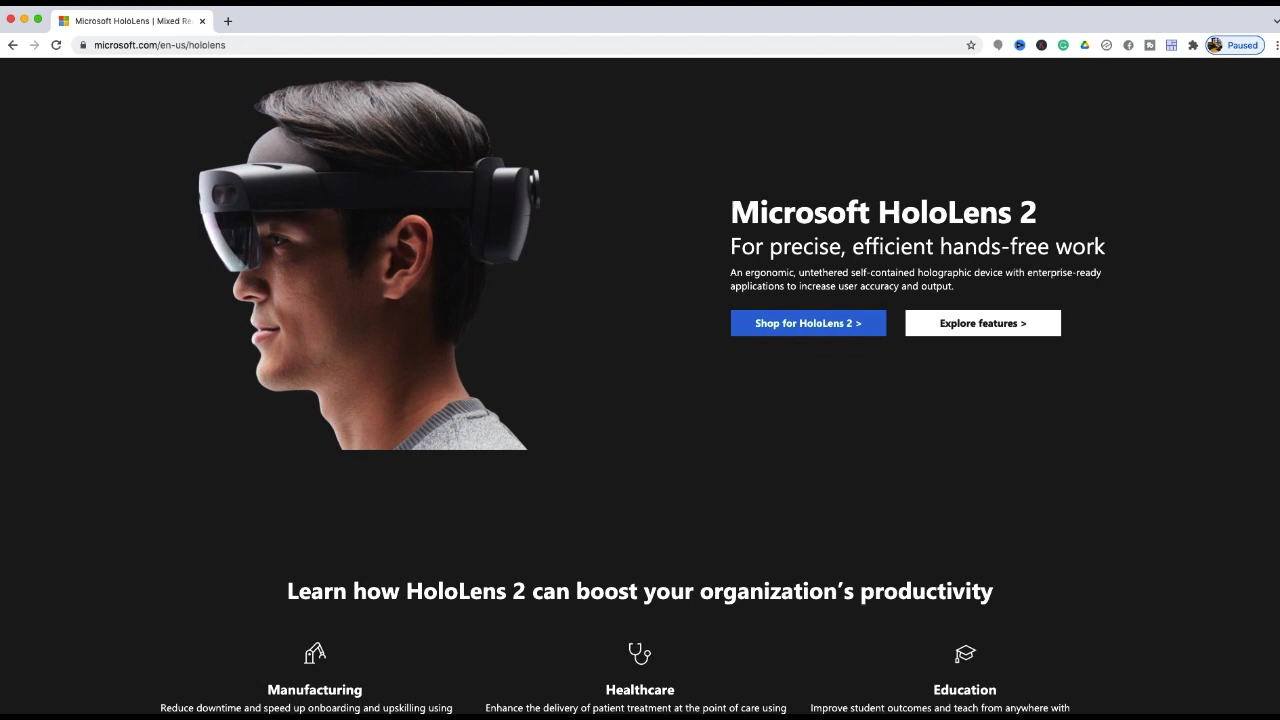 Microsoft HoloLens | Mixed Re
microsoft.com/en-us/hololens
Paused
Microsoft HoloLens 2
For precise, efficient hands-free work
An ergonomic, untethered self-contained holographic device with enterprise-ready
applications to increase user accuracy and output.
Shop for HoloLens 2 >
Explore features >
Learn how HoloLens 2 can boost your organization’s productivity
Manufacturing
Healthcare
Education
Reduce downtime and speed up onboarding and upskilling using
Enhance the delivery of patient treatment at the point of care using
Improve student outcomes and teach from anywhere with